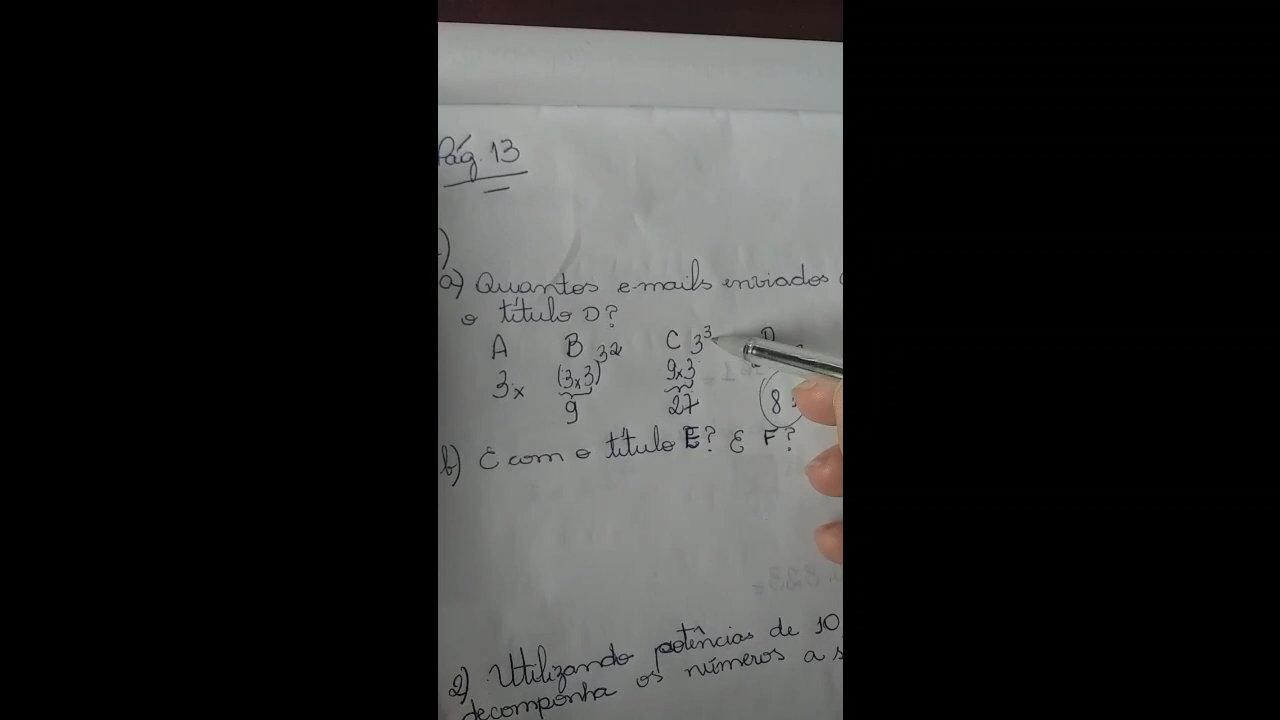 Pág. 13
a) Quantos e-mails enviados
o título D?
A B 3² C 3³ D
3x (3x3) 9x3
9 27 8
b) E com o título E? E F?
2) Utilizando potências de 10
decomponha os números a